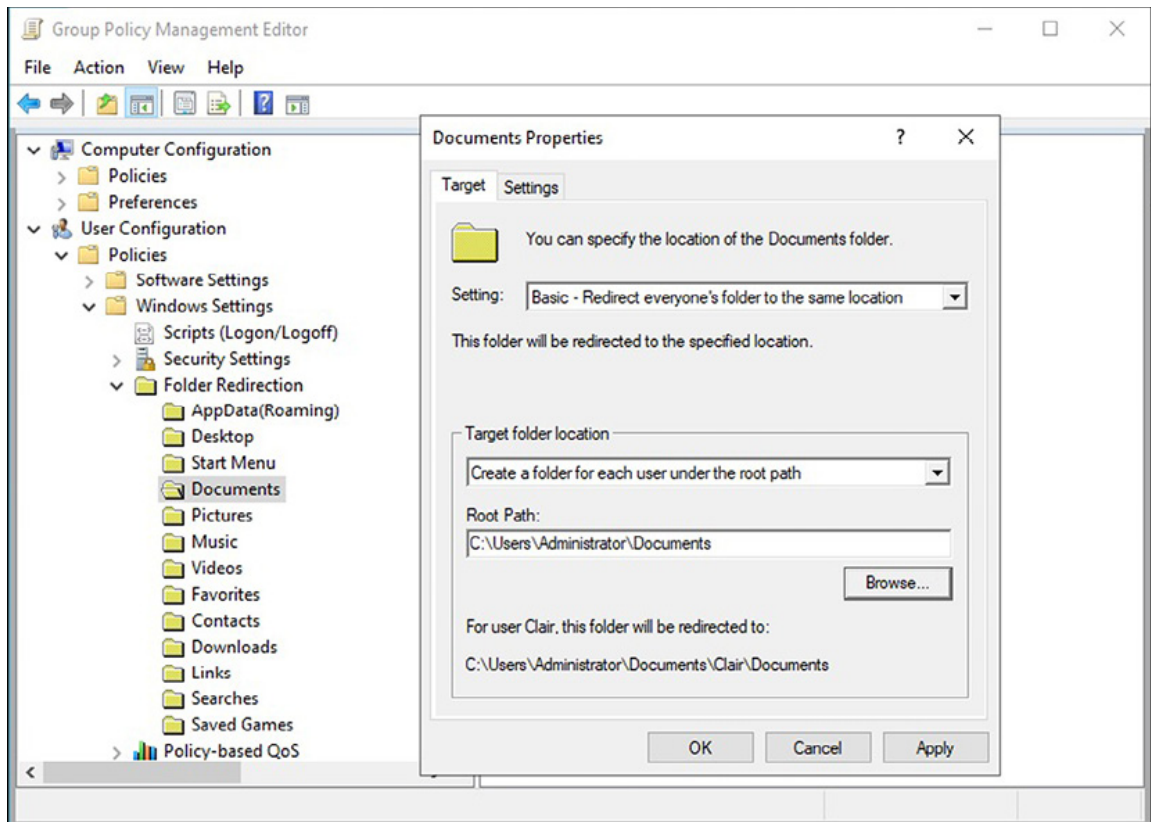 Group Policy Management Editor
File Action View Help
Computer Configuration
Policies
Preferences
User Configuration
Policies
Software Settings
Windows Settings
Scripts (Logon/Logoff)
Security Settings
Folder Redirection
AppData(Roaming)
Desktop
Start Menu
Documents
Pictures
Music
Videos
Favorites
Contacts
Downloads
Links
Searches
Saved Games
Policy-based QoS
Documents Properties
Target Settings
You can specify the location of the Documents folder.
Setting: Basic - Redirect everyone's folder to the same location
This folder will be redirected to the specified location.
Target folder location
Create a folder for each user under the root path
Root Path:
C:\Users\Administrator\Documents
Browse...
For user Clair, this folder will be redirected to:
C:\Users\Administrator\Documents\Clair\Documents
OK Cancel Apply